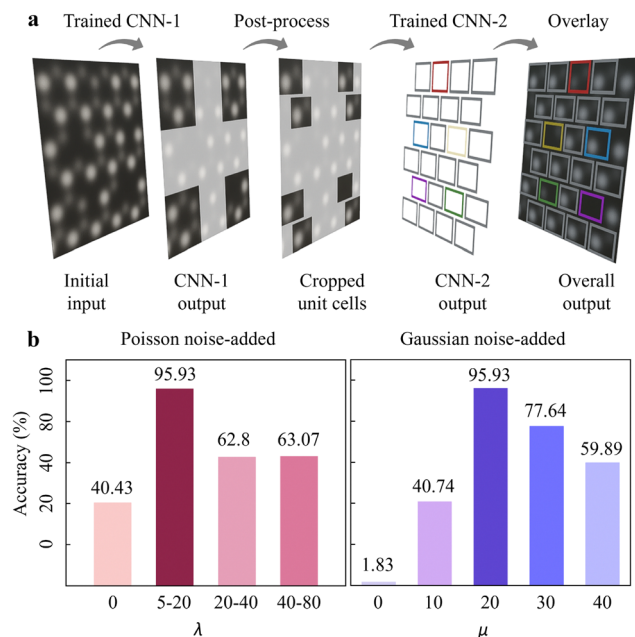 a
Trained CNN-1 Post-process Trained CNN-2 Overlay
Initial input
CNN-1 output
Cropped unit cells
CNN-2 output
Overall output
b
Poisson noise-added
Accuracy (%)
100
80
40
20
0
40.43
95.93
62.8
63.07
0 5-20 20-40 40-80
λ
Gaussian noise-added
1.83
40.74
95.93
77.64
59.89
0 10 20 30 40
μ